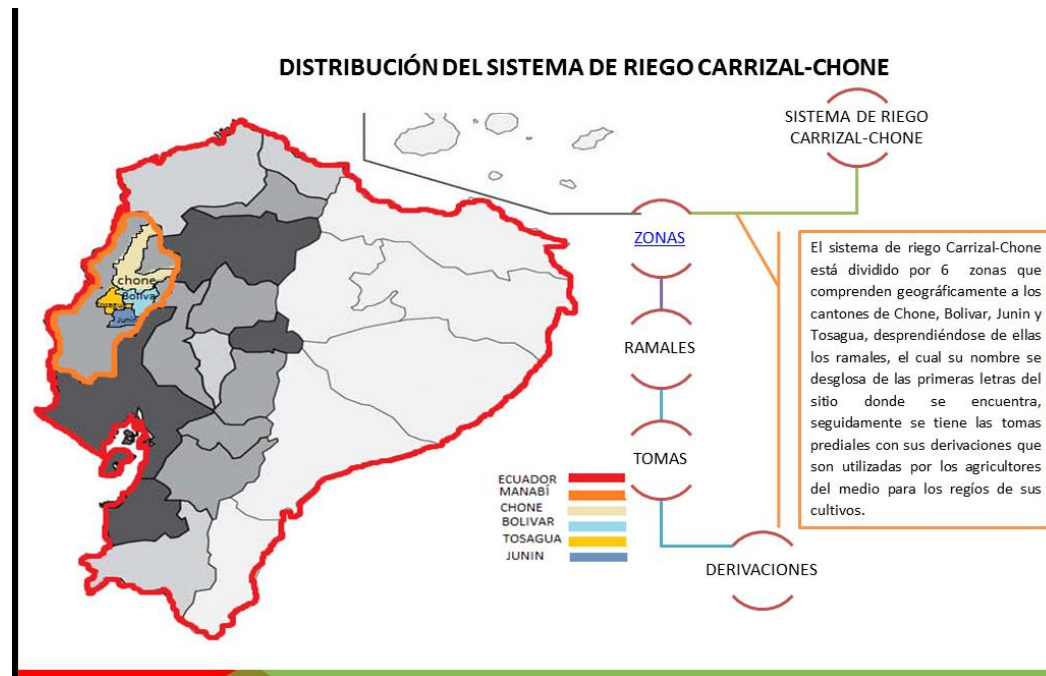 DISTRIBUCIÓN DEL SISTEMA DE RIEGO CARRIZAL-CHONE
SISTEMA DE RIEGO
CARRIZAL-CHONE
ZONAS
RAMALES
TOMAS
DERIVACIONES
El sistema de riego Carrizal-Chone
está dividido por 6 zonas que
comprenden geográficamente a los
cantones de Chone, Bolivar, Junin y
Tosagua, desprendiéndose de ellas
los ramales, el cual su nombre se
desglosa de las primeras letras del
sitio donde se encuentra,
seguidamente se tiene las tomas
prediales con sus derivaciones que
son utilizadas por los agricultores
del medio para los regíos de sus
cultivos.
chone
Boliva
Junin
ECUADOR
MANABÍ
CHONE
BOLIVAR
TOSAGUA
JUNIN